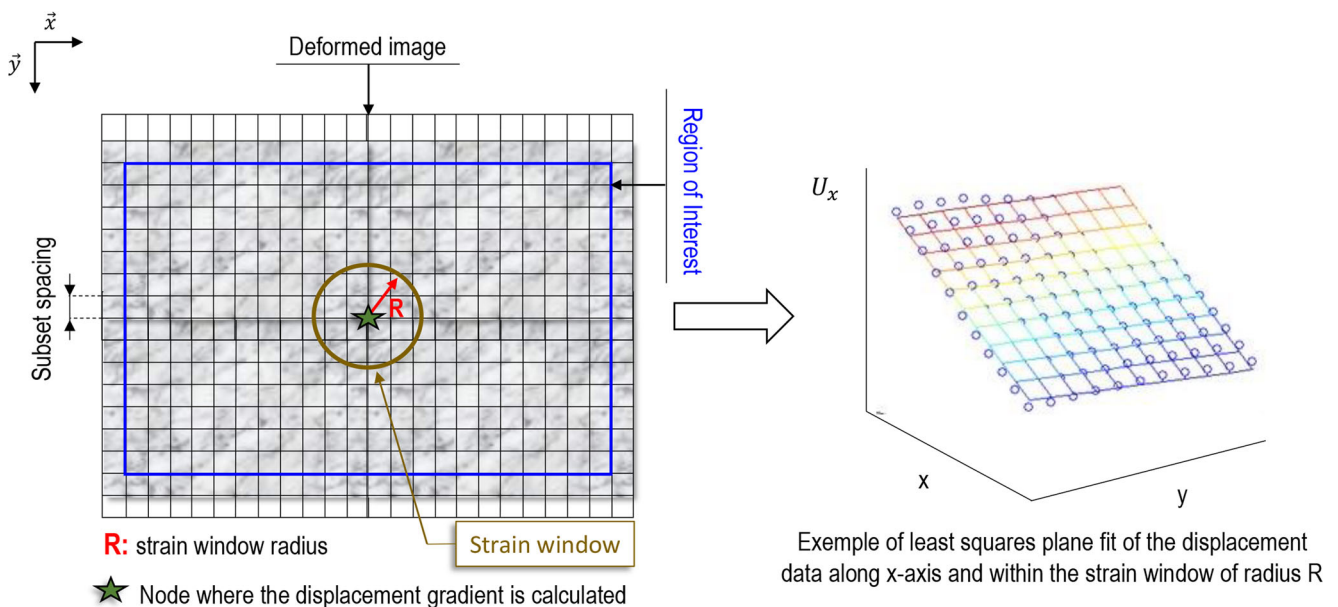 x⃗
y⃗
Deformed image
Region of Interest
Subset spacing
R
R: strain window radius
Strain window
Node where the displacement gradient is calculated
Uₓ
x
y
Exemple of least squares plane fit of the displacement
data along x-axis and within the strain window of radius R